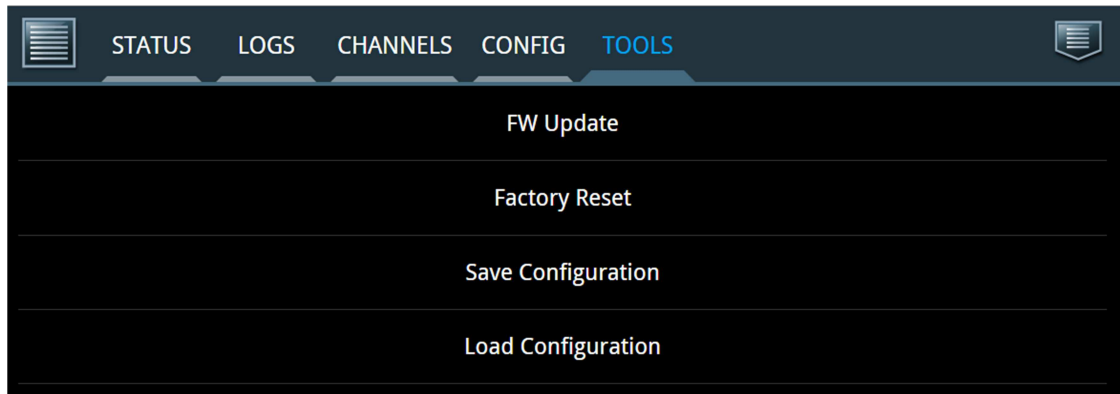 STATUS LOGS CHANNELS CONFIG TOOLS
FW Update
Factory Reset
Save Configuration
Load Configuration